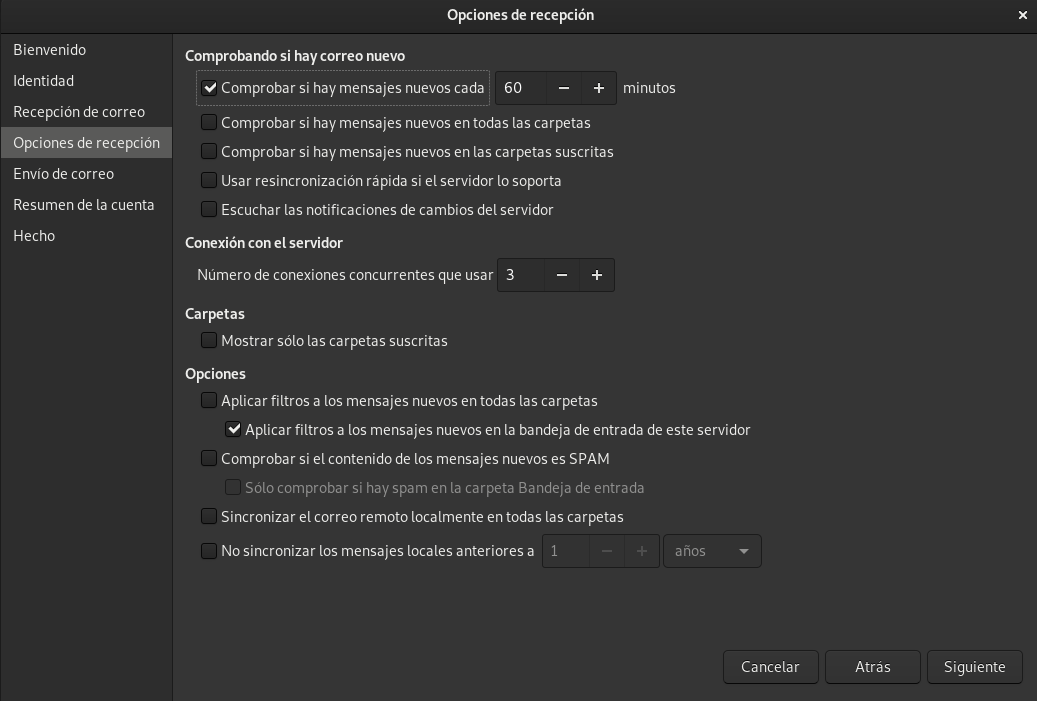 Opciones de recepción
Bienvenido
Identidad
Recepción de correo
Opciones de recepción
Envío de correo
Resumen de la cuenta
Hecho
Comprobando si hay correo nuevo
Comprobar si hay mensajes nuevos cada 60 minutos
Comprobar si hay mensajes nuevos en todas las carpetas
Comprobar si hay mensajes nuevos en las carpetas suscritas
Usar resincronización rápida si el servidor lo soporta
Escuchar las notificaciones de cambios del servidor
Conexión con el servidor
Número de conexiones concurrentes que usar 3
Carpetas
Mostrar sólo las carpetas suscritas
Opciones
Aplicar filtros a los mensajes nuevos en todas las carpetas
Aplicar filtros a los mensajes nuevos en la bandeja de entrada de este servidor
Comprobar si el contenido de los mensajes nuevos es SPAM
Sólo comprobar si hay spam en la carpeta Bandeja de entrada
Sincronizar el correo remoto localmente en todas las carpetas
No sincronizar los mensajes locales anteriores a 1 años
Cancelar Atrás Siguiente